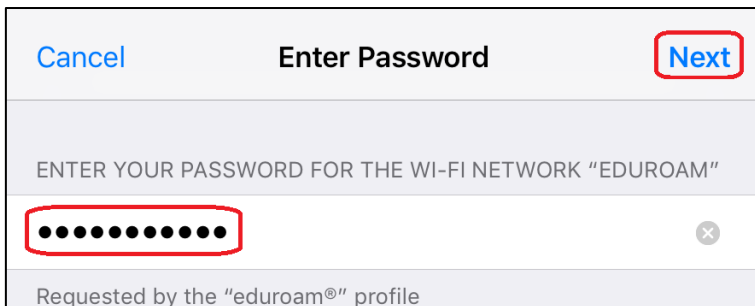 Cancel Enter Password Next
ENTER YOUR PASSWORD FOR THE WI-FI NETWORK “EDUROAM”
●●●●●●●●●●●
Requested by the “eduroam®” profile